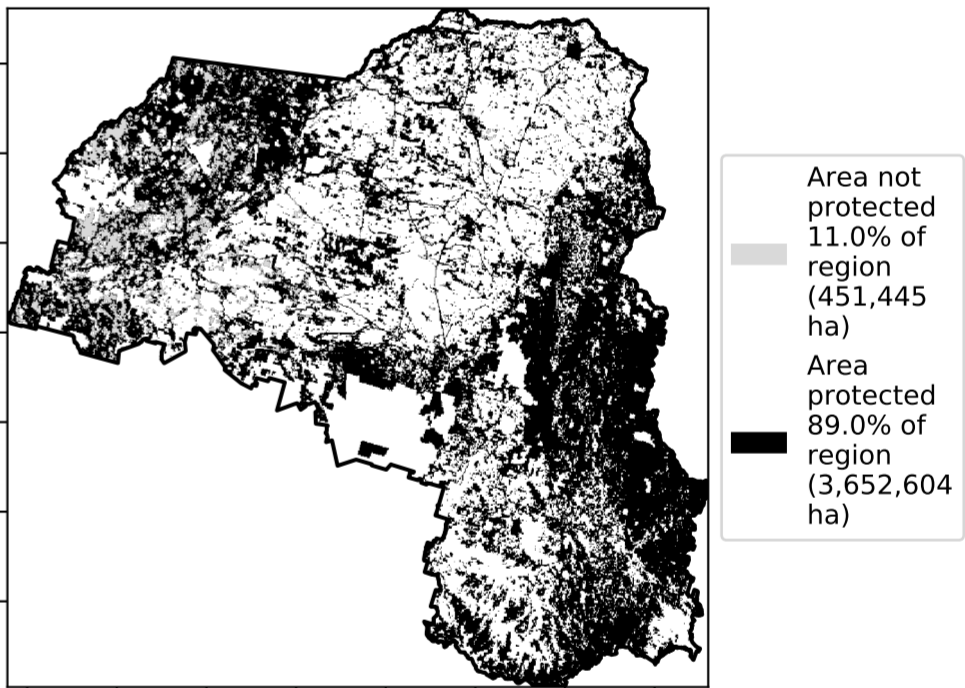 Area not
protected
11.0% of
region
(451,445
ha)
Area
protected
89.0% of
region
(3,652,604
ha)